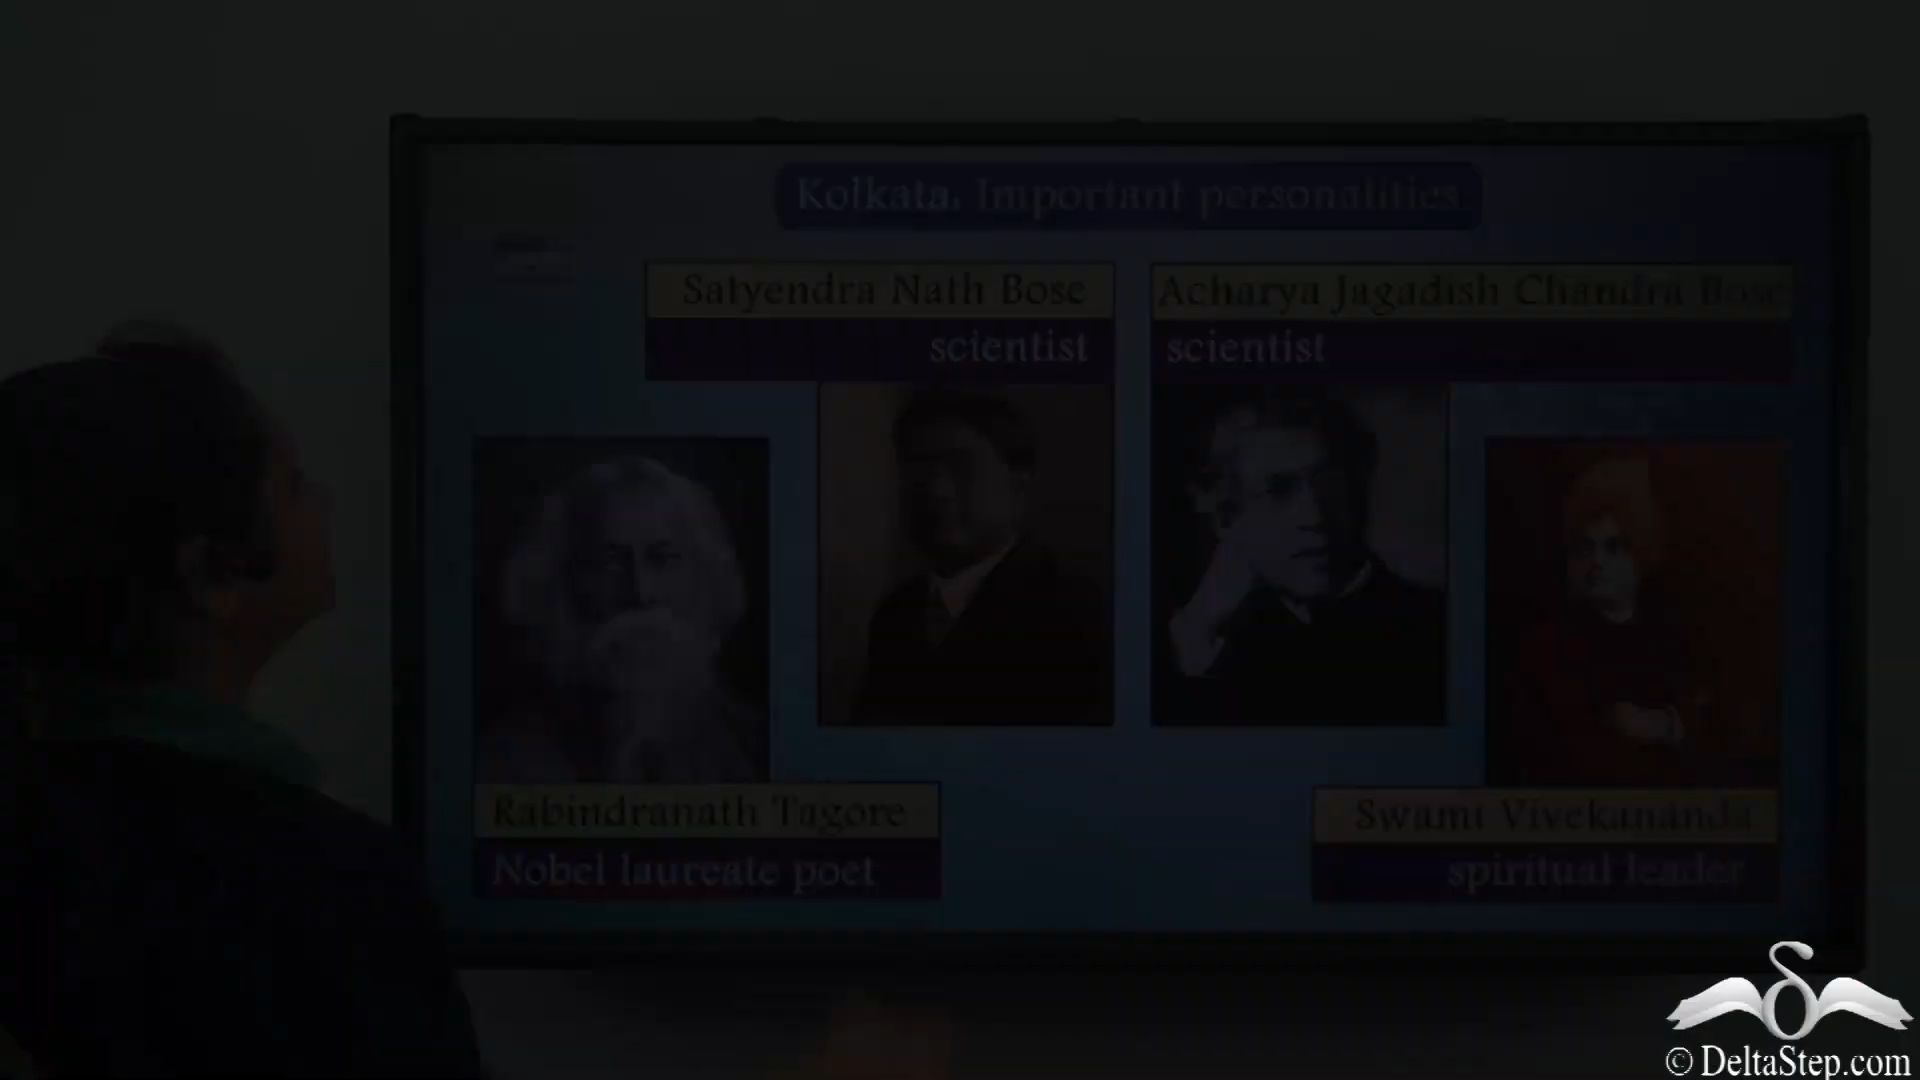 Kolkata: Important personalities
Satyendra Nath Bose
scientist
Acharya Jagadish Chandra Bose
scientist
Rabindranath Tagore
Nobel laureate poet
Swami Vivekananda
spiritual leader
© DeltaStep.com